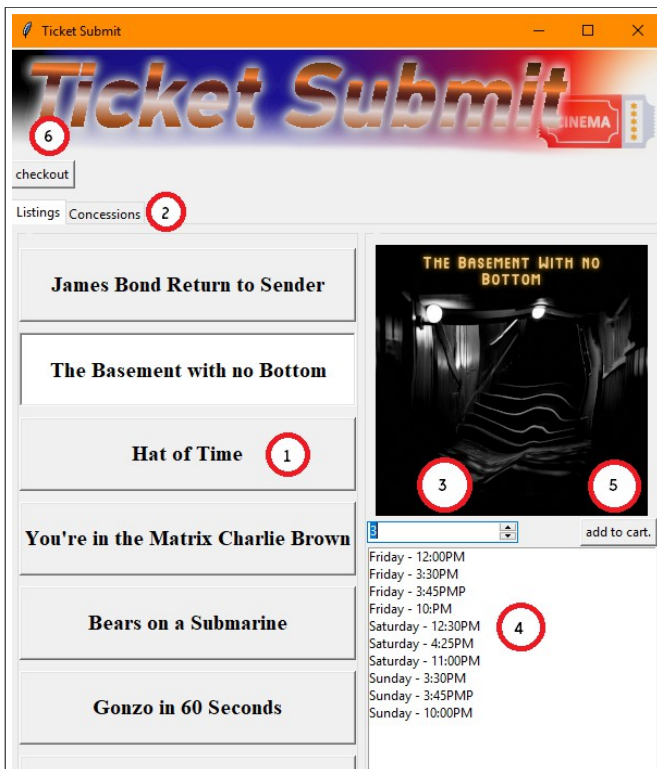 Ticket Submit
Ticket Submit
CINEMA
6
checkout
Listings Concessions 2
James Bond Return to Sender
The Basement with no Bottom
Hat of Time 1
You're in the Matrix Charlie Brown
Bears on a Submarine
Gonzo in 60 Seconds
The Basement With no
Bottom
3 5
3 add to cart.
Friday - 12:00PM
Friday - 3:30PM
Friday - 3:45PMP
Friday - 10:PM
Saturday - 12:30PM 4
Saturday - 4:25PM
Saturday - 11:00PM
Sunday - 3:30PM
Sunday - 3:45PMP
Sunday - 10:00PM